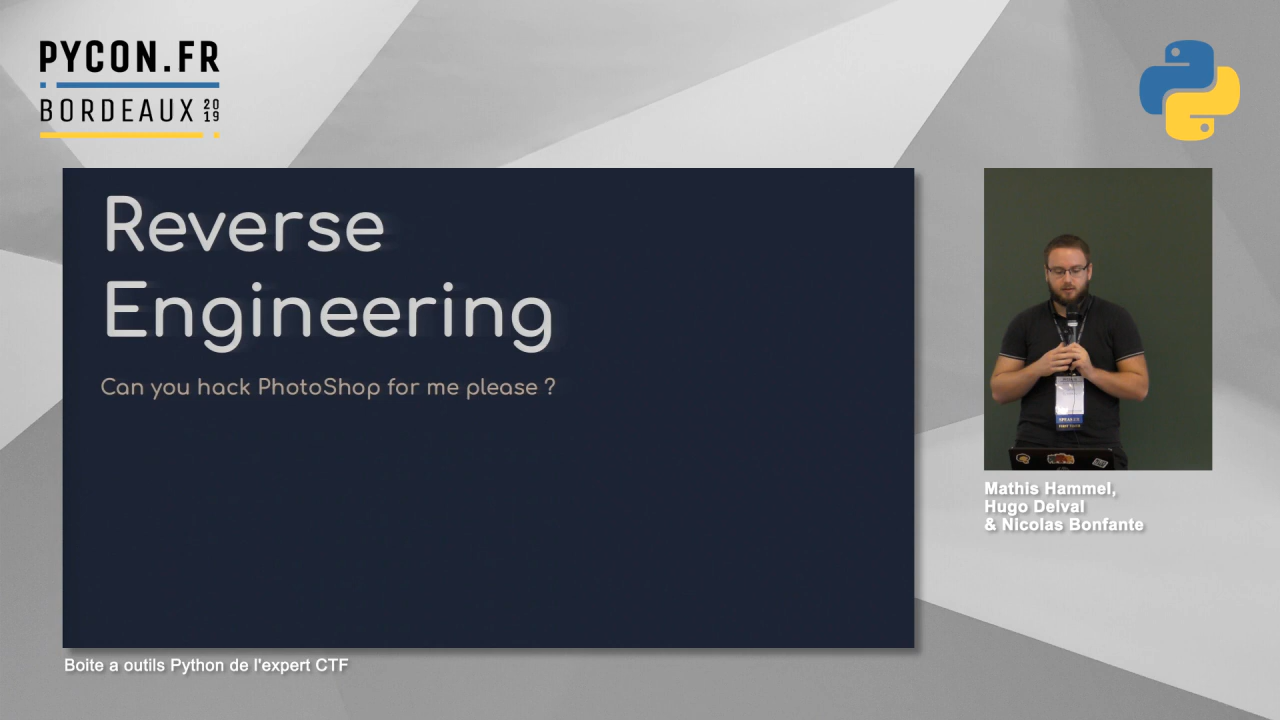 PYCON.FR
BORDEAUX 2019
Reverse
Engineering
Can you hack PhotoShop for me please ?
Mathis Hammel,
Hugo Delval
& Nicolas Bonfante
Boite a outils Python de l'expert CTF